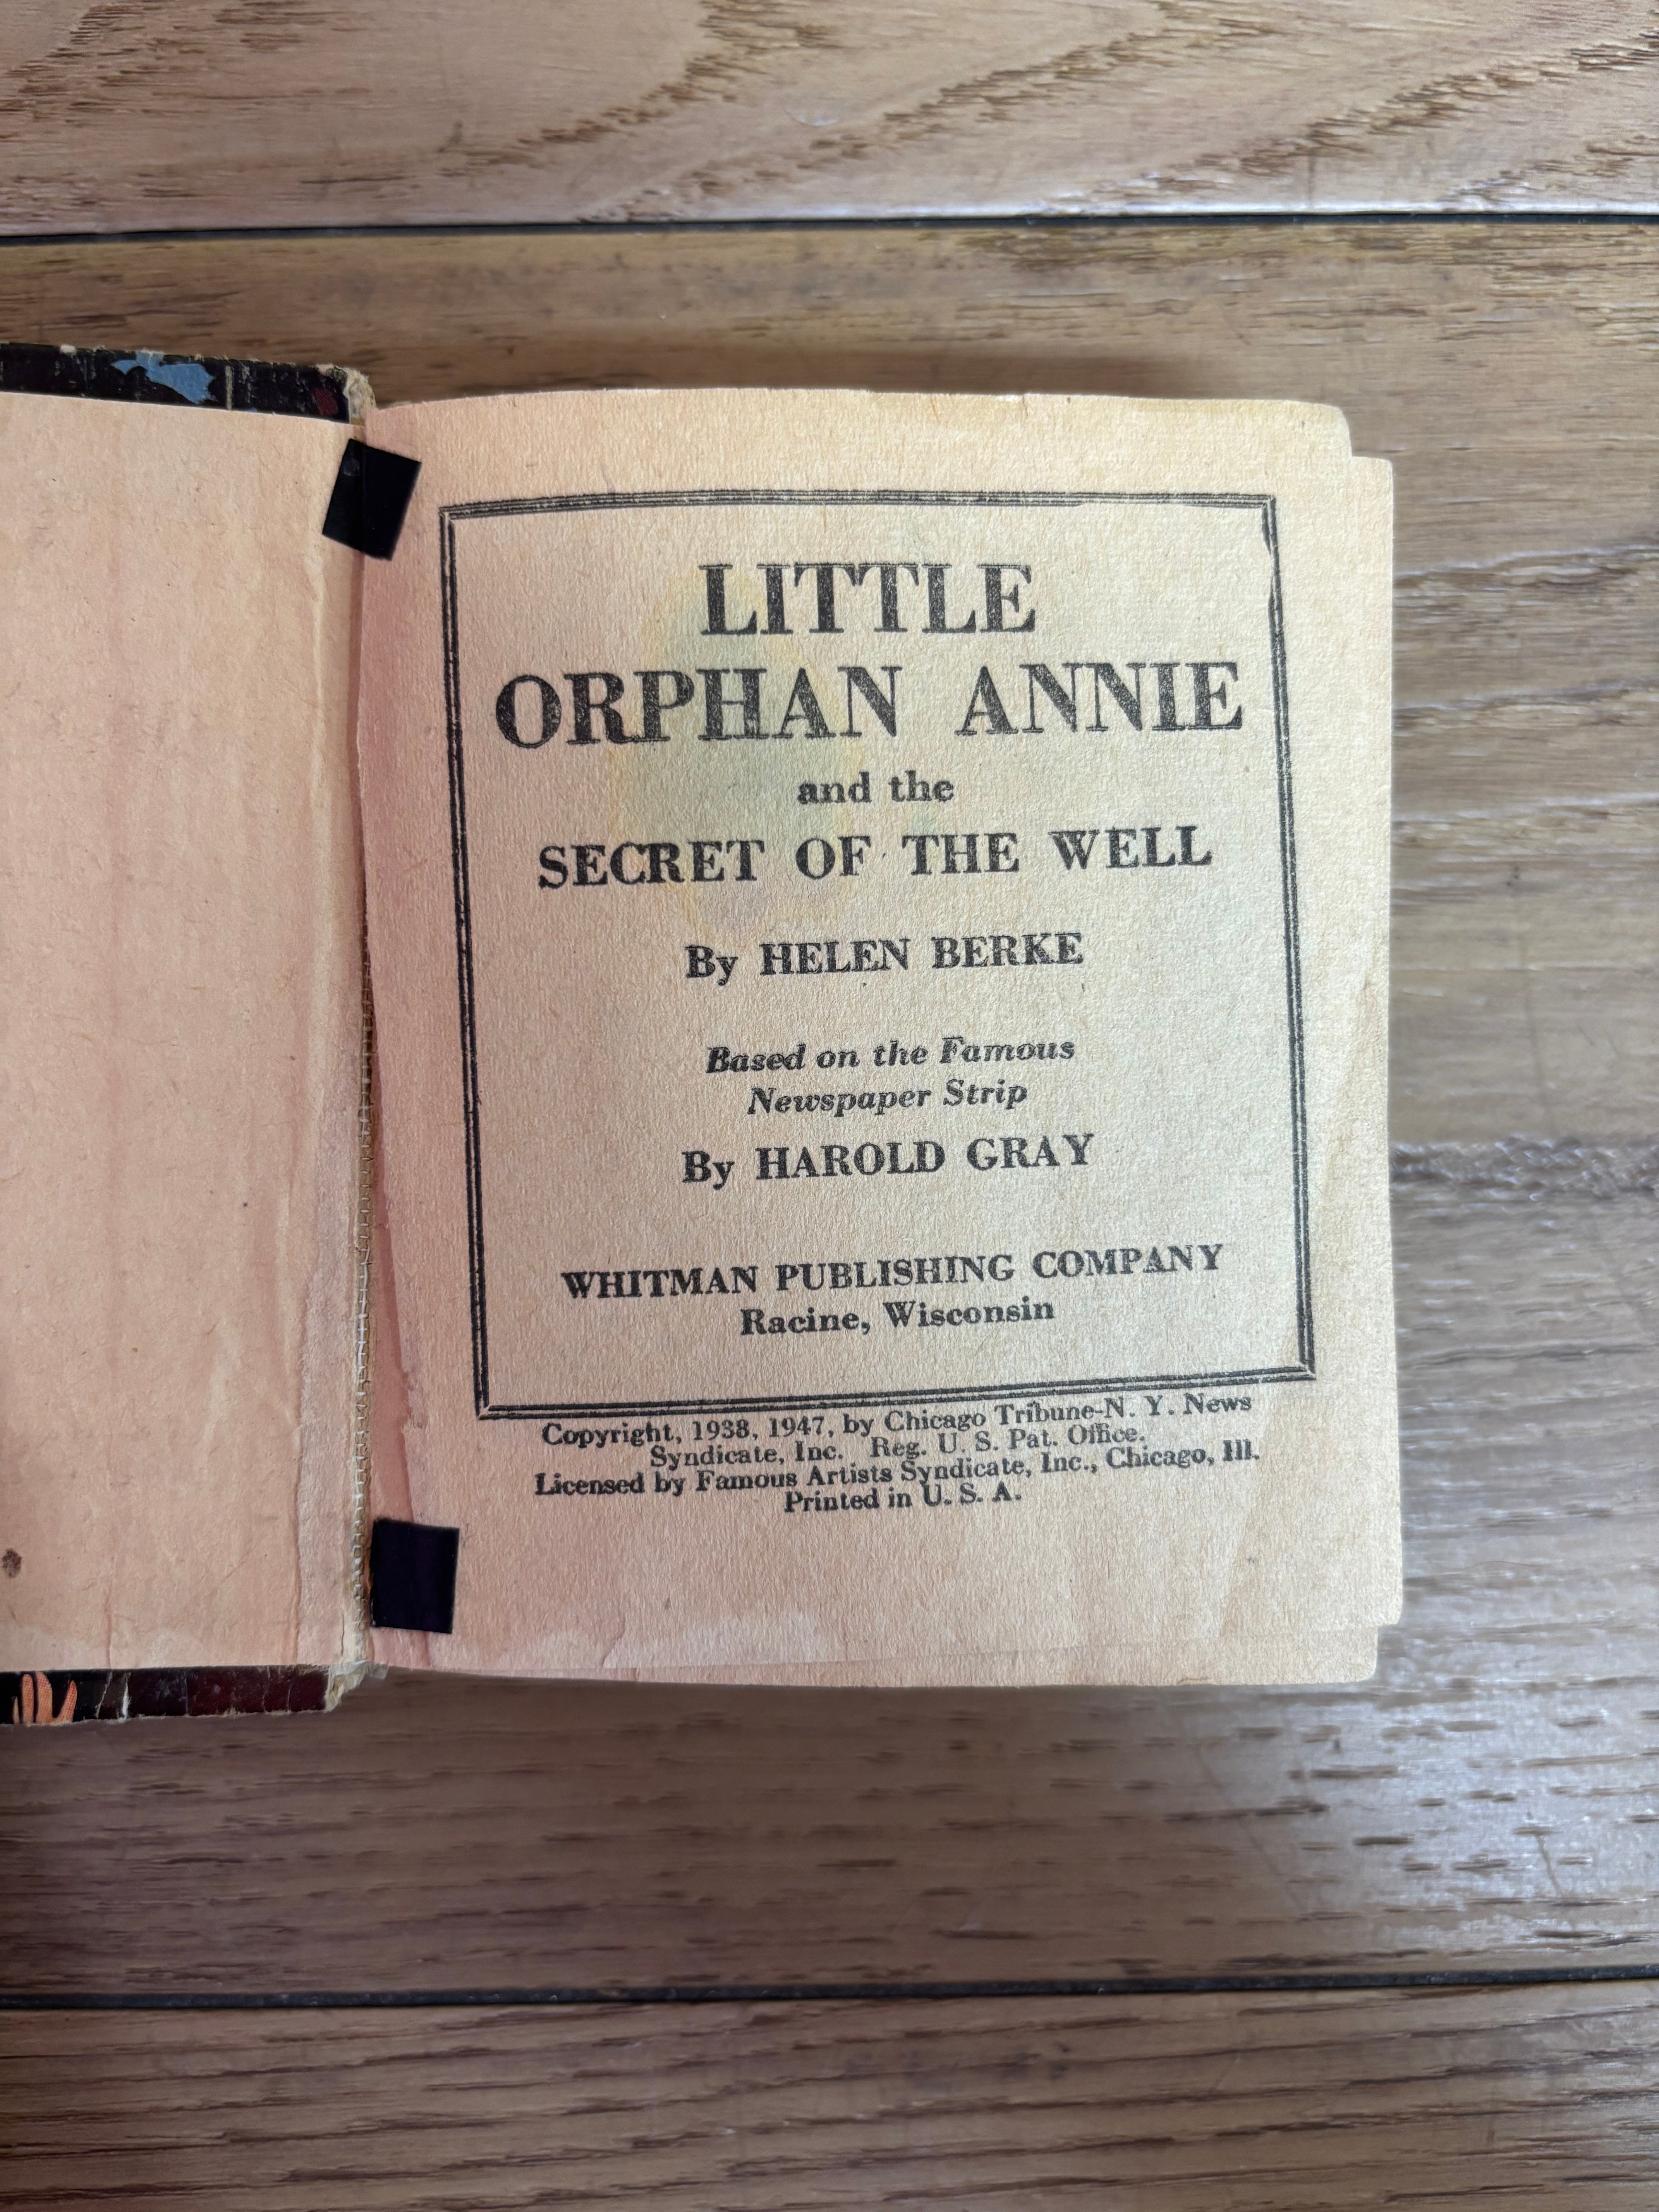 LITTLE
ORPHAN ANNIE
and the
SECRET OF THE WELL
By HELEN BERKE
Based on the Famous
Newspaper Strip
By HAROLD GRAY
WHITMAN PUBLISHING COMPANY
Racine, Wisconsin
Copyright, 1938, 1947, by Chicago Tribune-N. Y. News
Syndicate, Inc. Reg. U. S. Pat. Office.
Licensed by Famous Artists Syndicate, Inc., Chicago, Ill.
Printed in U. S. A.